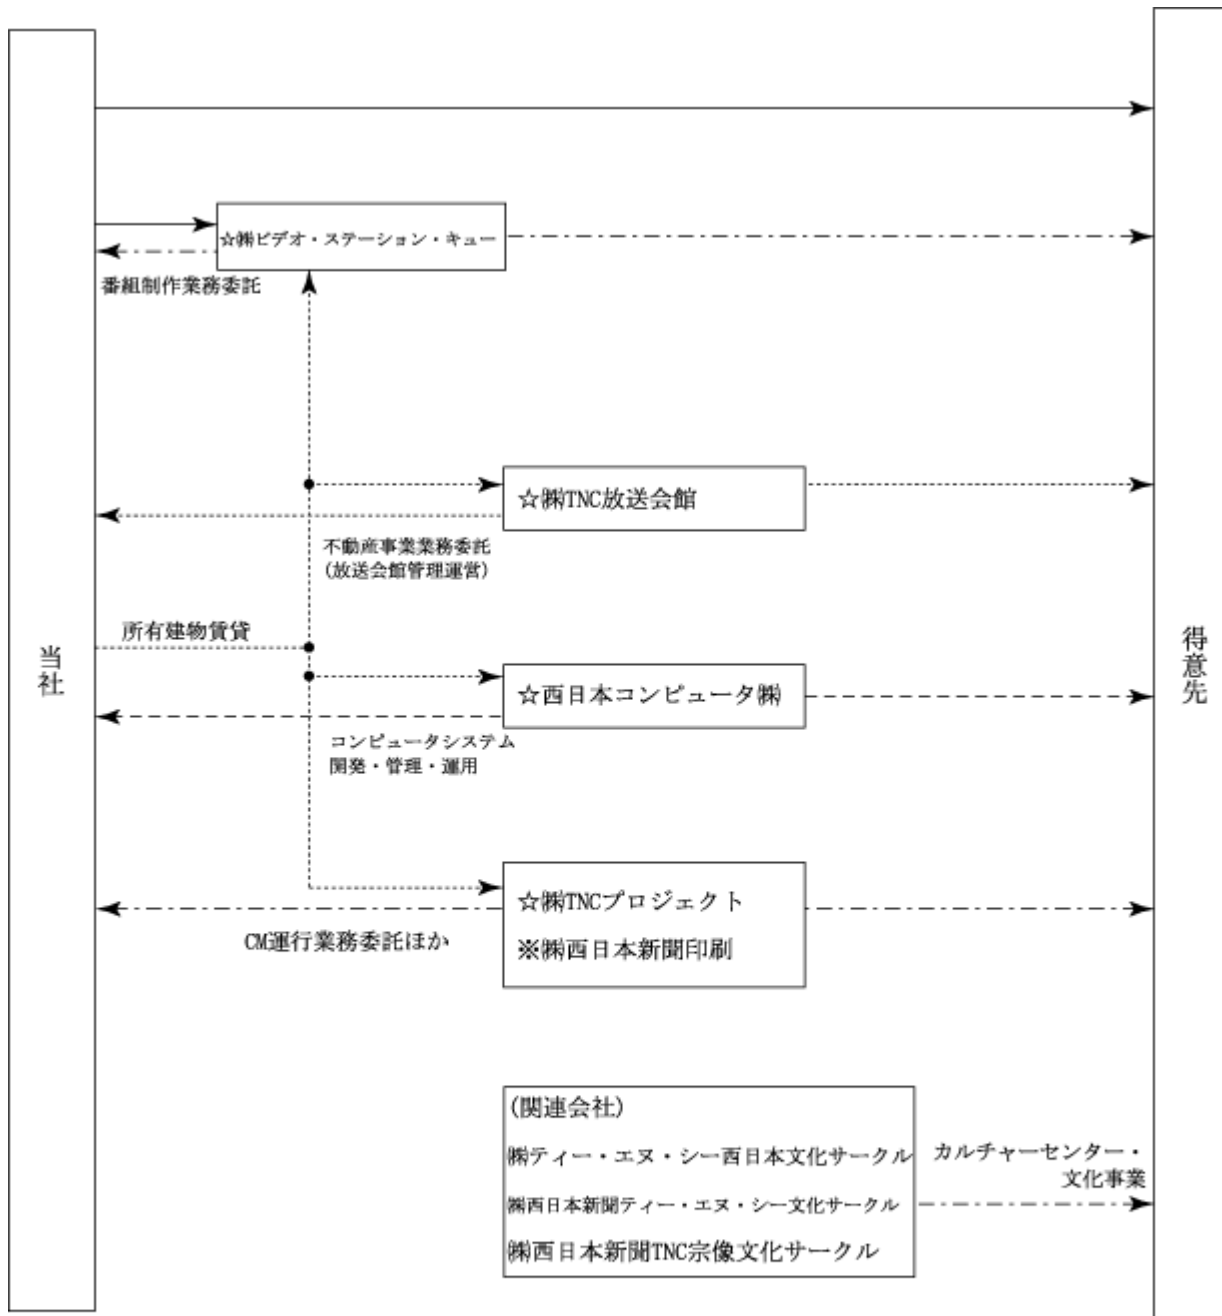 ☆㈱ビデオ・ステーション・キュー
番組制作業務委託
☆㈱TNC放送会館
不動産事業業務委託
(放送会館管理運営)
所有建物賃貸
当社
得意先
☆西日本コンピュータ㈱
コンピュータシステム
開発・管理・運用
☆㈱TNCプロジェクト
※㈱西日本新聞印刷
CM運行業務委託ほか
(関連会社)
㈱ティー・エヌ・シー西日本文化サークル
㈱西日本新聞ティー・エヌ・シー文化サークル
㈱西日本新聞TNC宗像文化サークル
カルチャーセンター・
文化事業